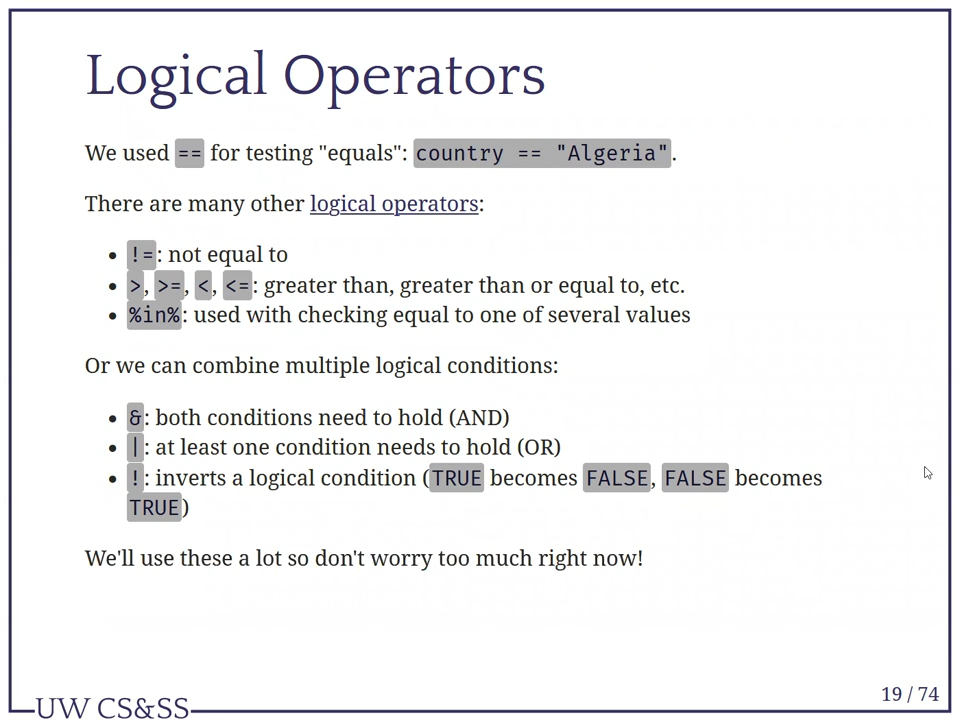 Logical Operators
We used == for testing "equals": country == "Algeria".
There are many other logical operators:
• !=: not equal to
• >, >=, <, <=: greater than, greater than or equal to, etc.
• %in%: used with checking equal to one of several values
Or we can combine multiple logical conditions:
• &: both conditions need to hold (AND)
• |: at least one condition needs to hold (OR)
• !: inverts a logical condition (TRUE becomes FALSE, FALSE becomes
TRUE)
We'll use these a lot so don't worry too much right now!
19 / 74
UW CS&SS